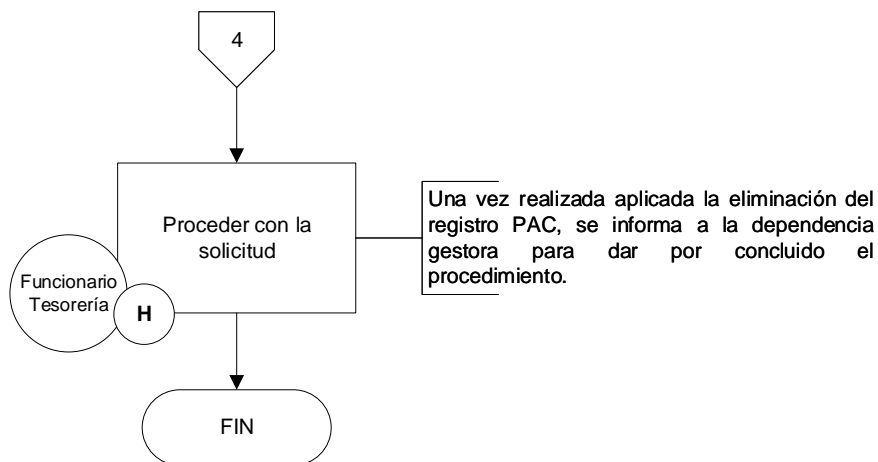 4
Proceder con la
solicitud
Una vez realizada aplicada la eliminación del
registro PAC, se informa a la dependencia
gestora para dar por concluido el
procedimiento.
Funcionario
Tesorería
H
FIN